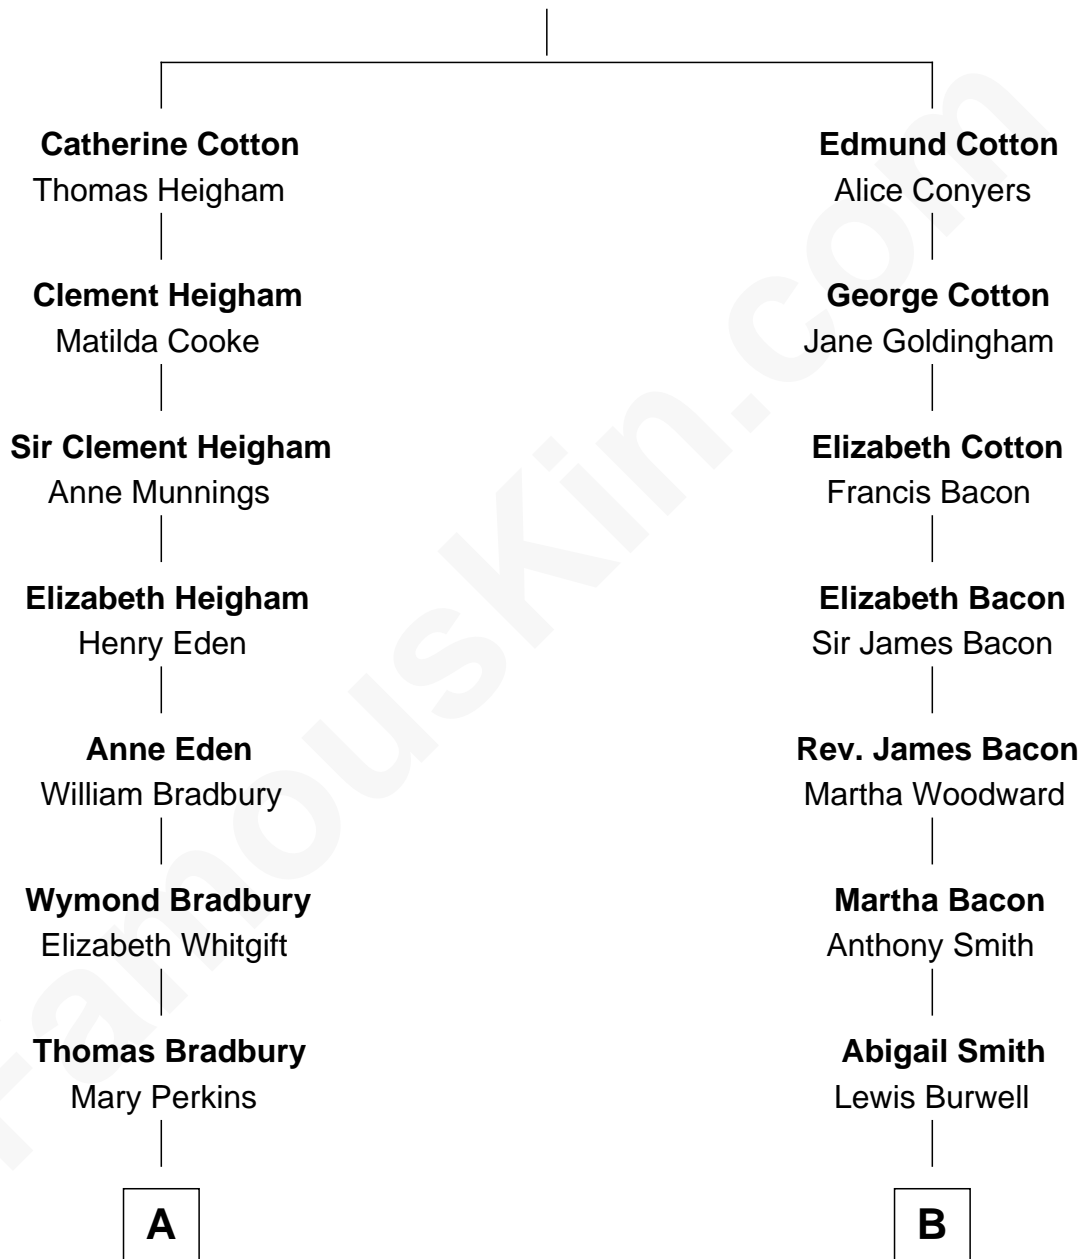 Catherine Cotton
Thomas Heigham
Clement Heigham
Matilda Cooke
Sir Clement Heigham
Anne Munnings
Elizabeth Heigham
Henry Eden
Anne Eden
William Bradbury
Wymond Bradbury
Elizabeth Whitgift
Thomas Bradbury
Mary Perkins
A
Edmund Cotton
Alice Conyers
George Cotton
Jane Goldingham
Elizabeth Cotton
Francis Bacon
Elizabeth Bacon
Sir James Bacon
Rev. James Bacon
Martha Woodward
Martha Bacon
Anthony Smith
Abigail Smith
Lewis Burwell
B
FamousKin.com